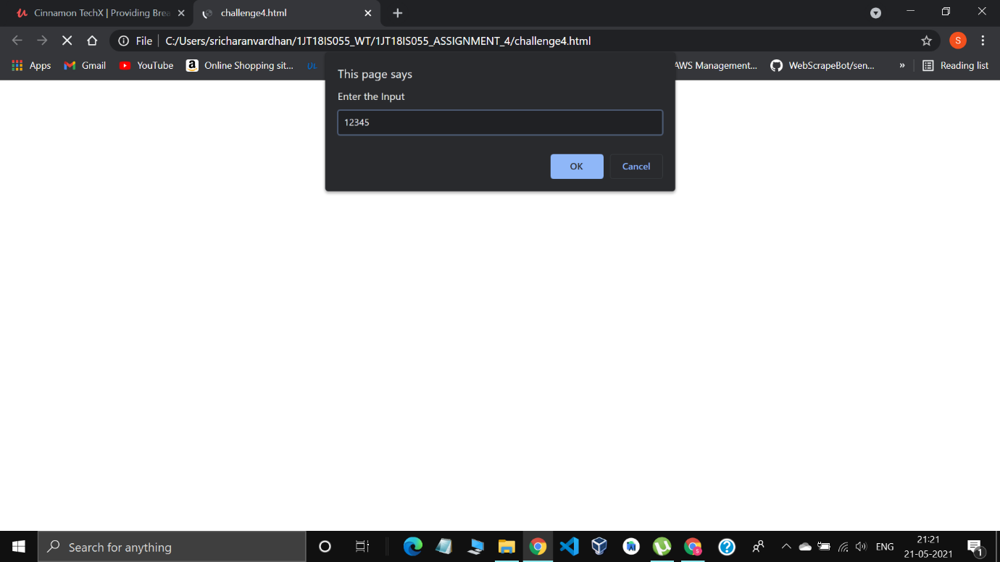 Cinnamon TechX | Providing Brea
challenge4.html
File
C:/Users/sricharanvardhan/1JT18IS055_WT/1JT18IS055_ASSIGNMENT_4/challenge4.html
S
Apps
Gmail
YouTube
Online Shopping sit...
AWS Management...
WebScrapeBot/sen...
»
Reading list
This page says
Enter the Input
12345
OK
Cancel
Search for anything
ENG
21:21
21-05-2021
1